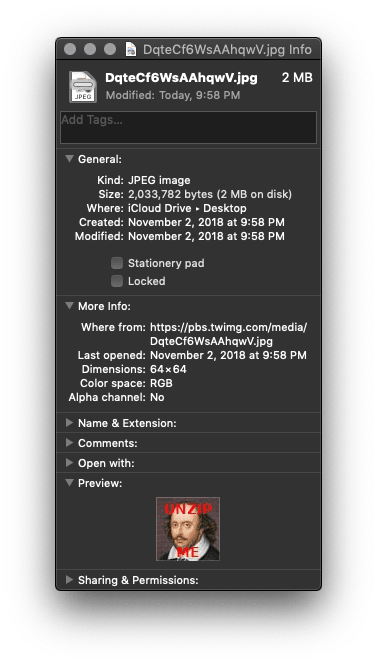 DqteCf6WsAAhqwV.jpg Info
JPEG
DqteCf6WsAAhqwV.jpg 2 MB
Modified: Today, 9:58 PM
Add Tags...
General:
Kind: JPEG image
Size: 2,033,782 bytes (2 MB on disk)
Where: iCloud Drive ▸ Desktop
Created: November 2, 2018 at 9:58 PM
Modified: November 2, 2018 at 9:58 PM
Stationery pad
Locked
More Info:
Where from: https://pbs.twimg.com/media/
DqteCf6WsAAhqwV.jpg
Last opened: November 2, 2018 at 9:58 PM
Dimensions: 64×64
Color space: RGB
Alpha channel: No
Name & Extension:
Comments:
Open with:
Preview:
UNZIP
ME
Sharing & Permissions: